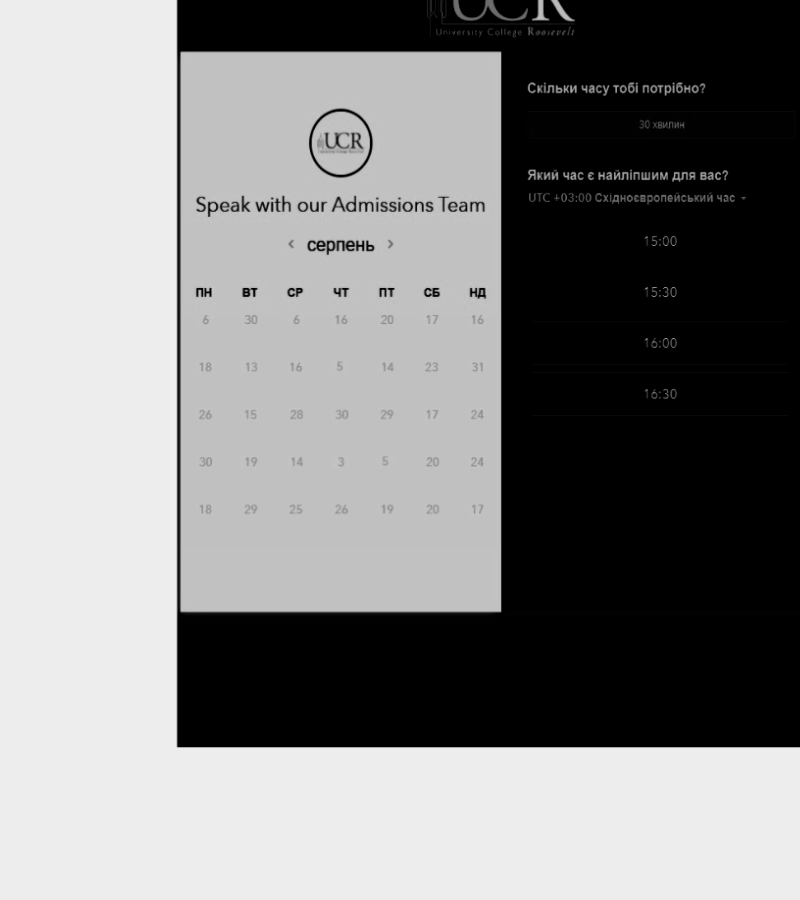 UCR
University College Roosevelt
UCR
Speak with our Admissions Team
‹ серпень ›
ПН ВТ СР ЧТ ПТ СБ НД
6 30 6 16 20 17 16
18 13 16 5 14 23 31
26 15 28 30 29 17 24
30 19 14 3 5 20 24
18 29 25 26 19 20 17
Скільки часу тобі потрібно?
30 хвилин
Який час є найліпшим для вас?
UTC +03:00 Східноєвропейський час
15:00
15:30
16:00
16:30